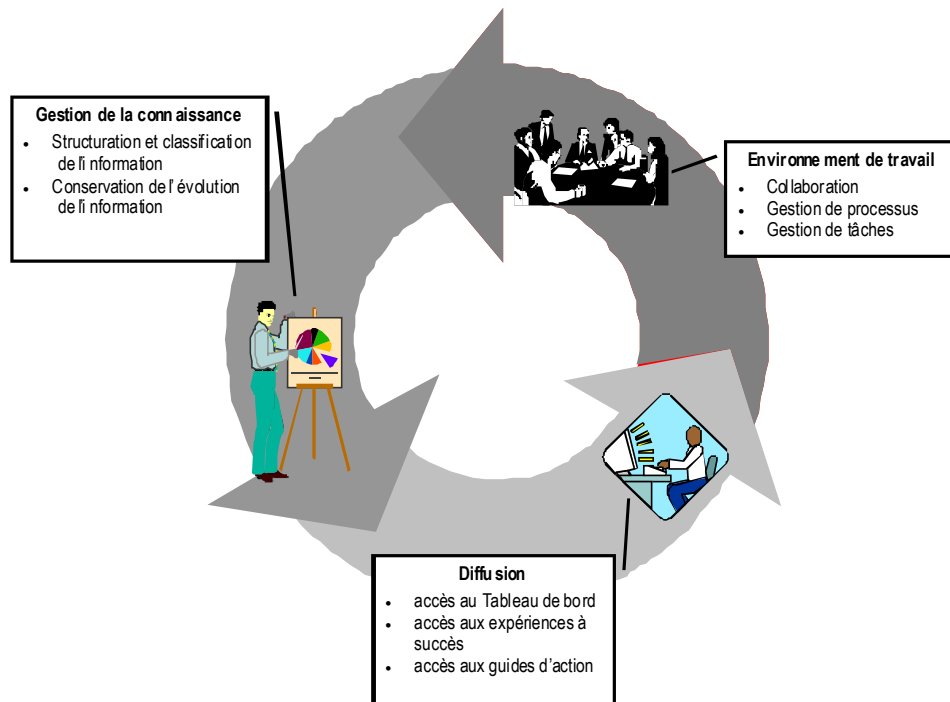 Gestion de la connaissance
• Structuration et classification
de l'information
• Conservation de l'évolution
de l'information
Environnement de travail
• Collaboration
• Gestion de processus
• Gestion de tâches
Diffusion
• accès au Tableau de bord
• accès aux expériences à
succès
• accès aux guides d'action